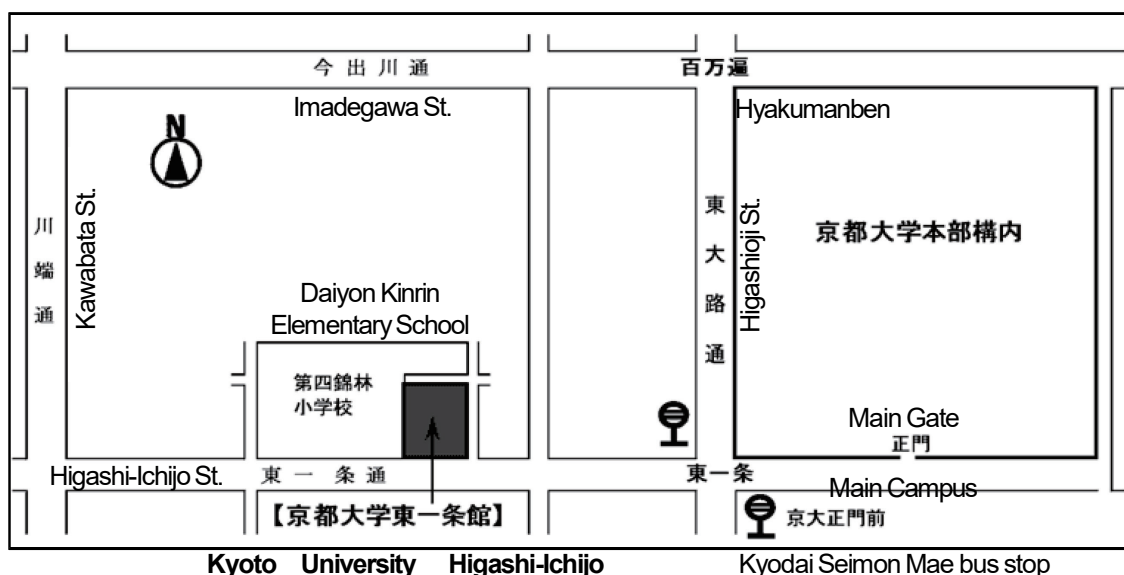 今出川通
百万遍
Imadegawa St.
Hyakumanben
N
川端通
Kawabata St.
東大路通
Higashioji St.
京都大学本部構内
Daiyon Kinrin
Elementary School
第四錦林
小学校
Main Gate
正門
Higashi-Ichijo St.
東一条通
東一条
Main Campus
【京都大学東一条館】
京大正門前
Kyoto University Higashi-Ichijo
Kyodai Seimon Mae bus stop